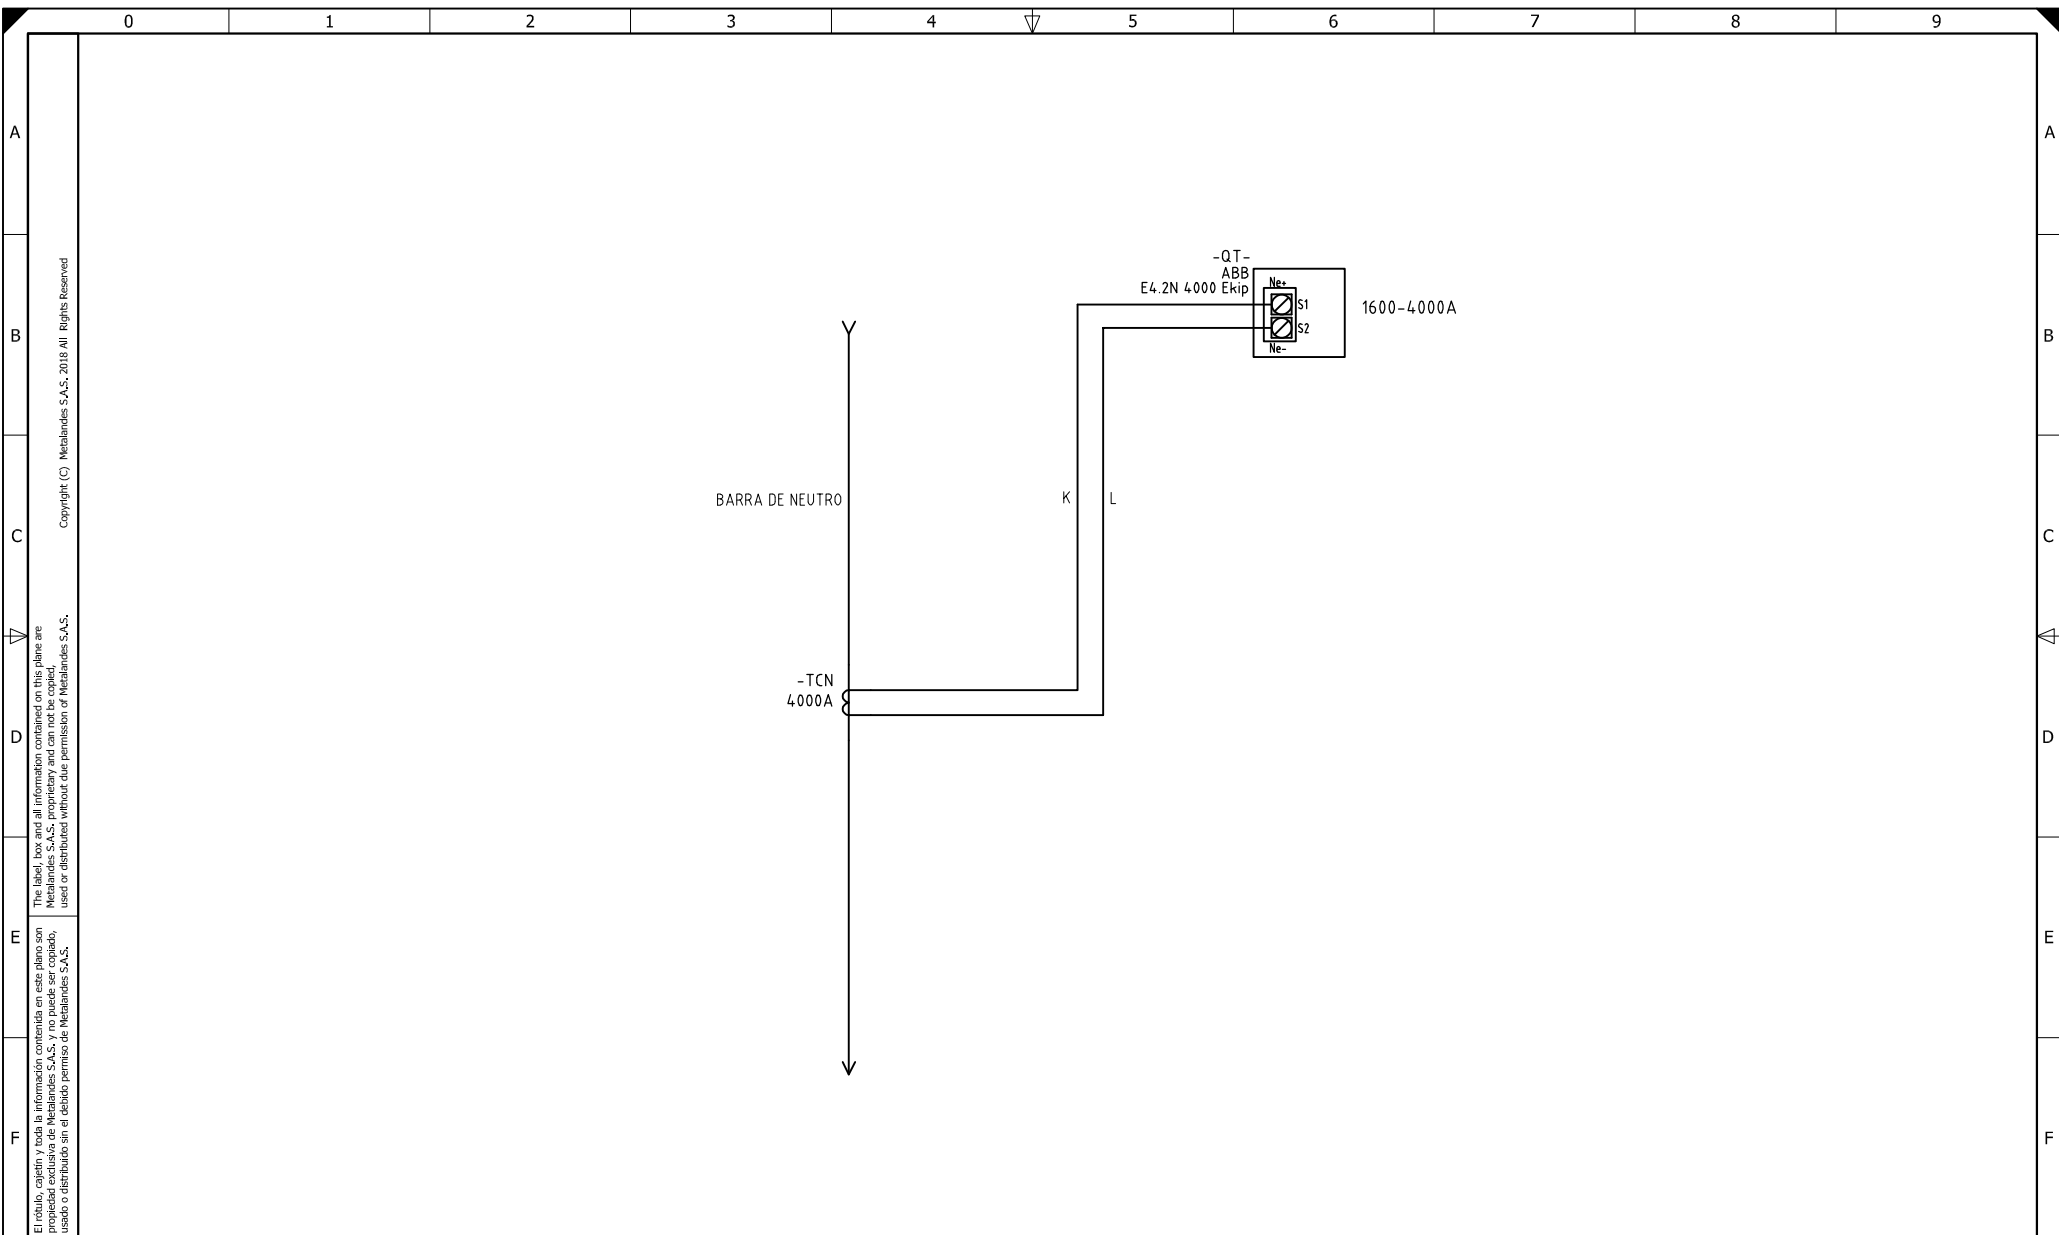 0 1 2 3 4 5 6 7 8 9
A A
-QT-
ABB
E4.2N 4000 Ekip
Ne+
S1
S2
Ne-
1600-4000A
B B
BARRA DE NEUTRO
K L
C C
-TCN
4000A
D D
E E
F F
Copyright (C) Metalandes S.A.S. 2018 All Rights Reserved
The label, box and all information contained on this plane are
Metalandes S.A.S. proprietary and can not be copied,
used or distributed without due permission of Metalandes S.A.S.
El rótulo, cajetín y toda la información contenida en este plano son
propiedad exclusiva de Metalandes S.A.S. y no puede ser copiado,
usado o distribuido sin el debido permiso de Metalandes S.A.S.